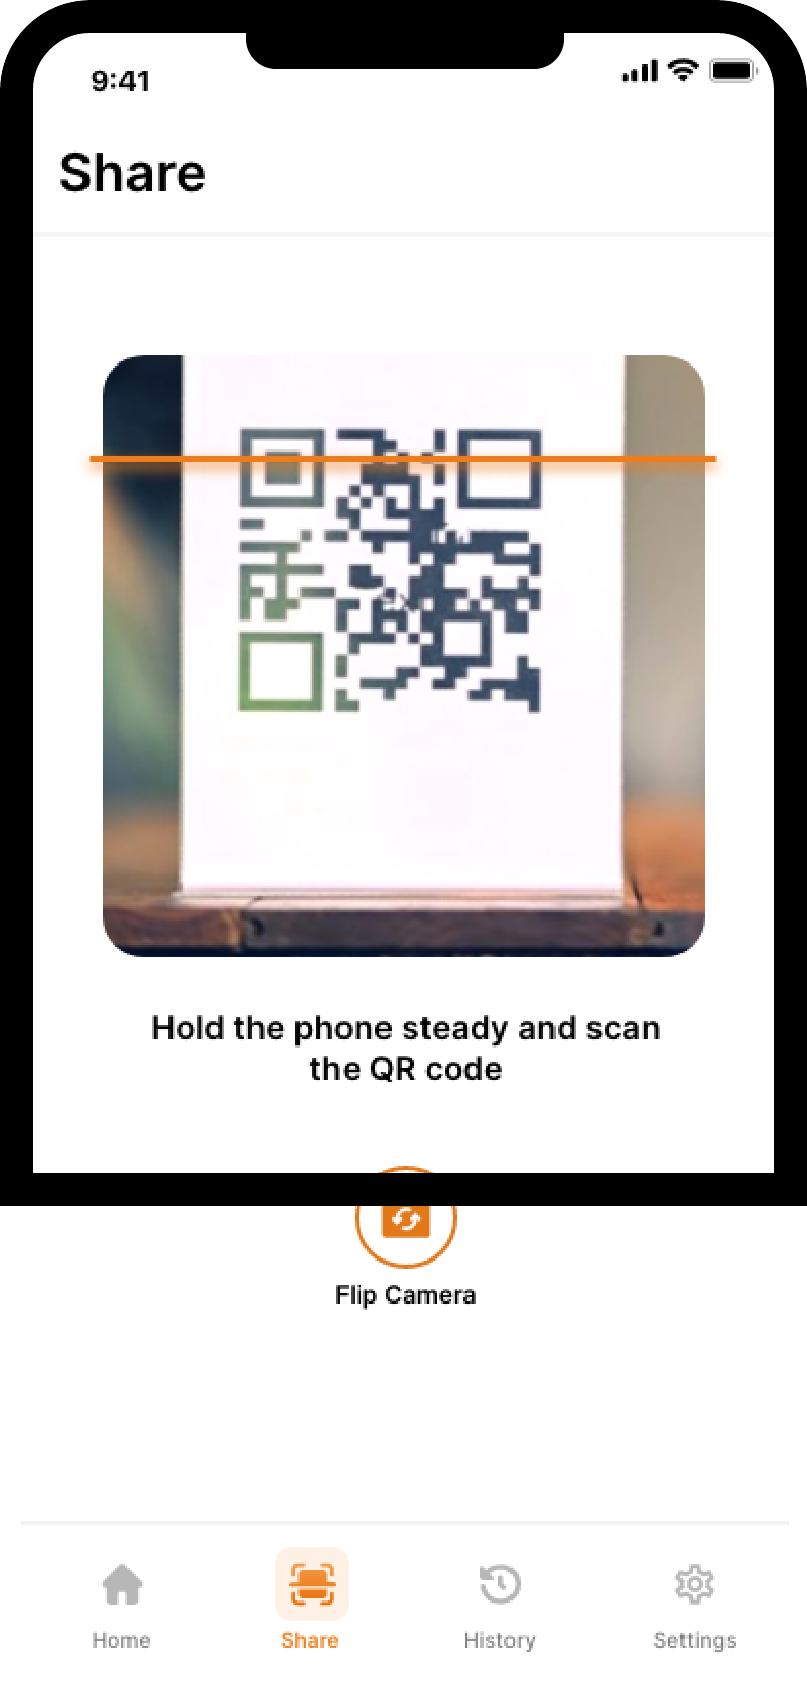 9:41
Share
Hold the phone steady and scan
the QR code
Flip Camera
Home
Share
History
Settings